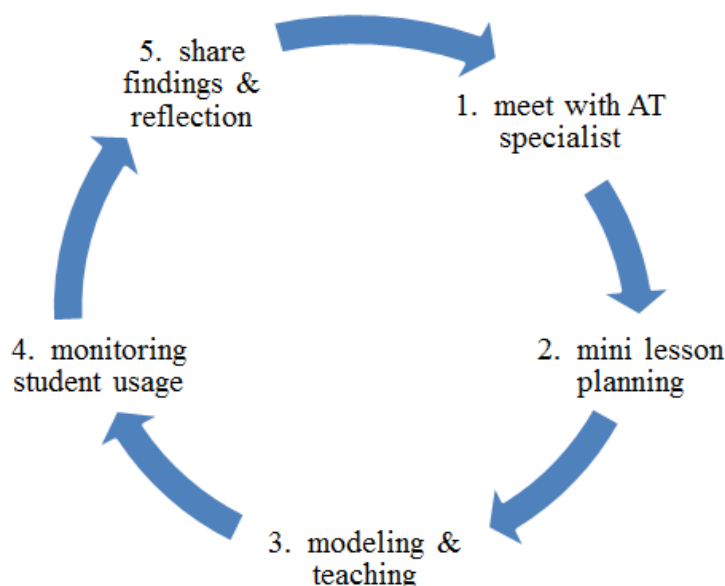 5. share
findings &
reflection
1. meet with AT
specialist
2. mini lesson
planning
3. modeling &
teaching
4. monitoring
student usage